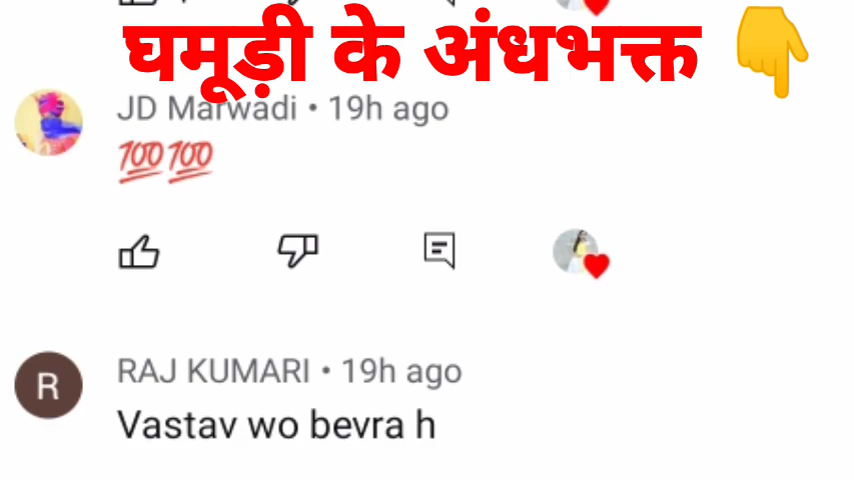 घमूड़ी के अंधभक्त 👇
JD Marwadi • 19h ago
💯💯
R
RAJ KUMARI • 19h ago
Vastav wo bevra h